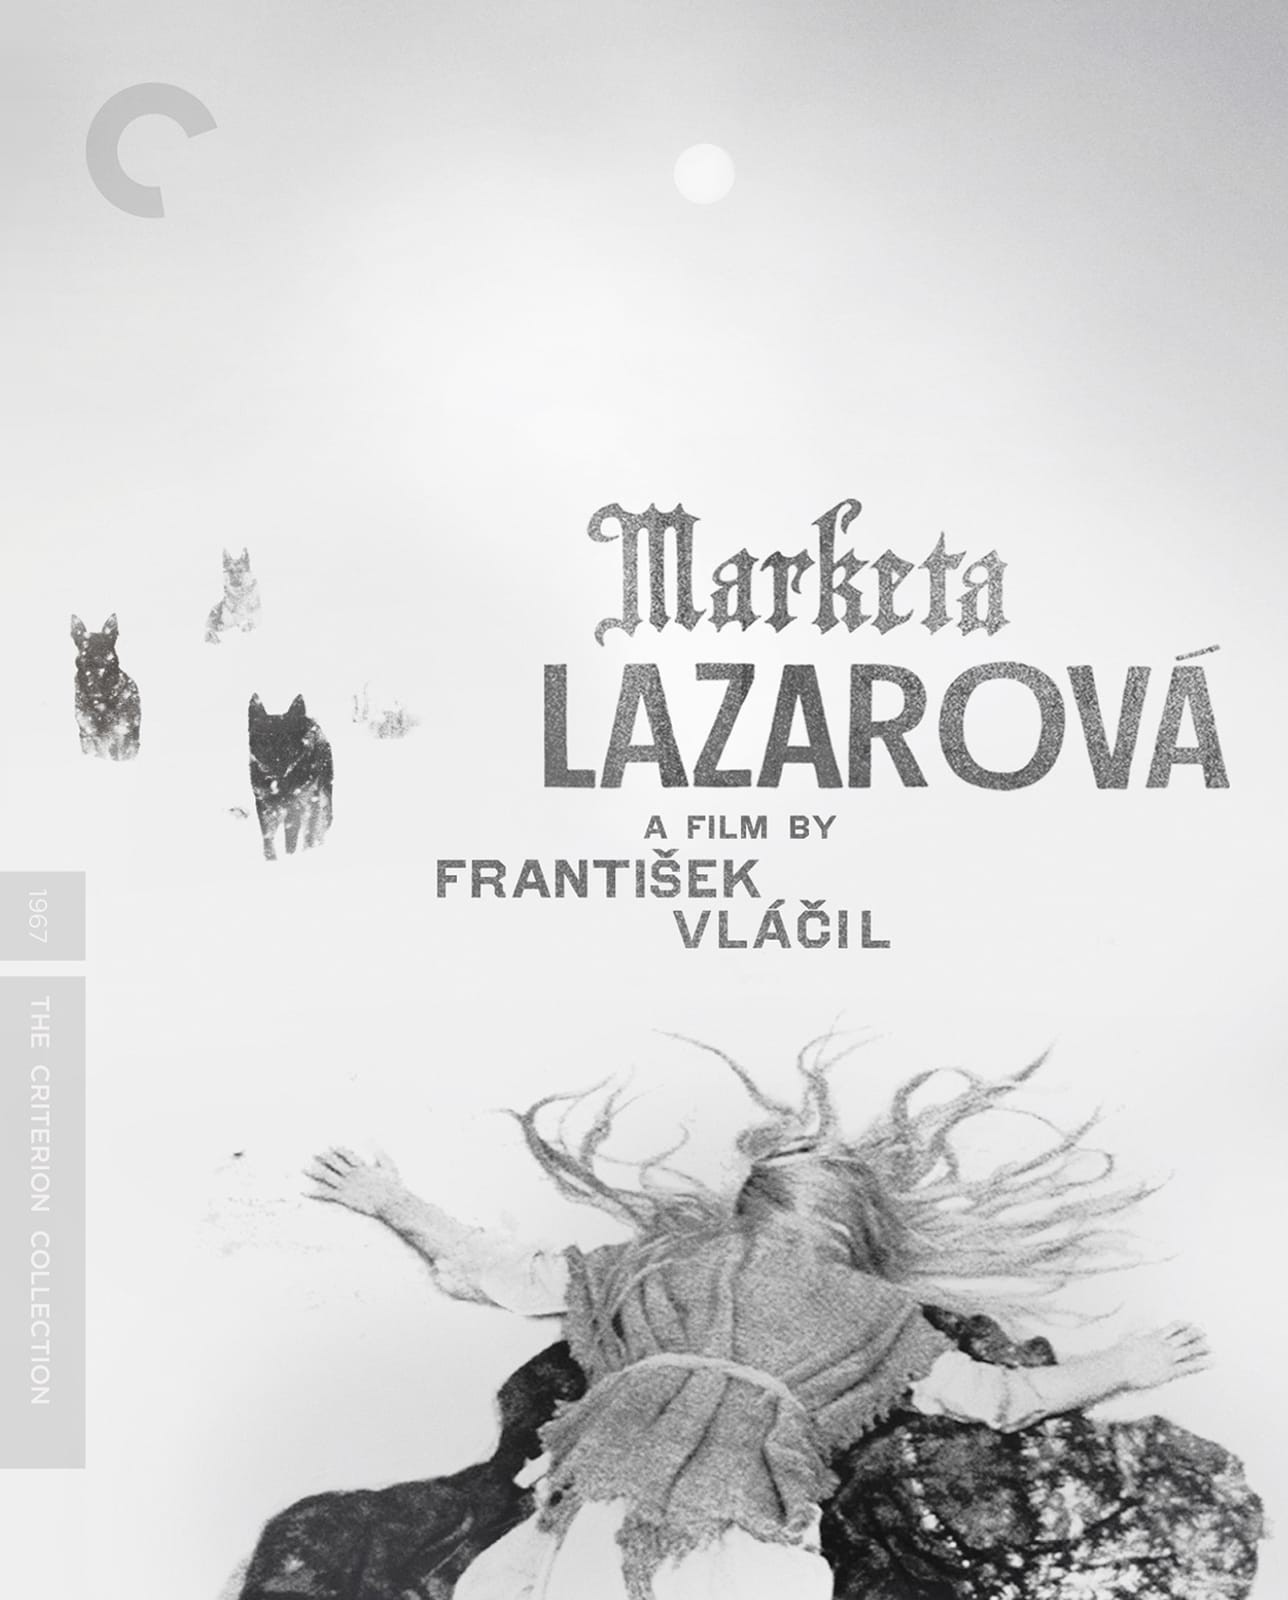 Marketa
LAZAROVÁ
A FILM BY
FRANTIŠEK
VLÁČIL
1967
THE CRITERION COLLECTION